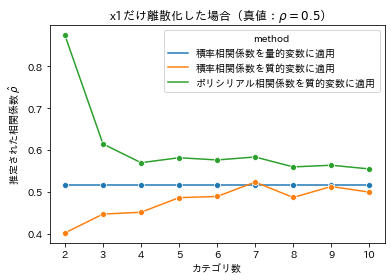 x1だけ離散化した場合（真値：ρ = 0.5）
method
積率相関係数を量的変数に適用
積率相関係数を質的変数に適用
ポリシリアル相関係数を質的変数に適用
推定された相関係数 ρ̂
0.8
0.7
0.6
0.5
0.4
2 3 4 5 6 7 8 9 10
カテゴリ数